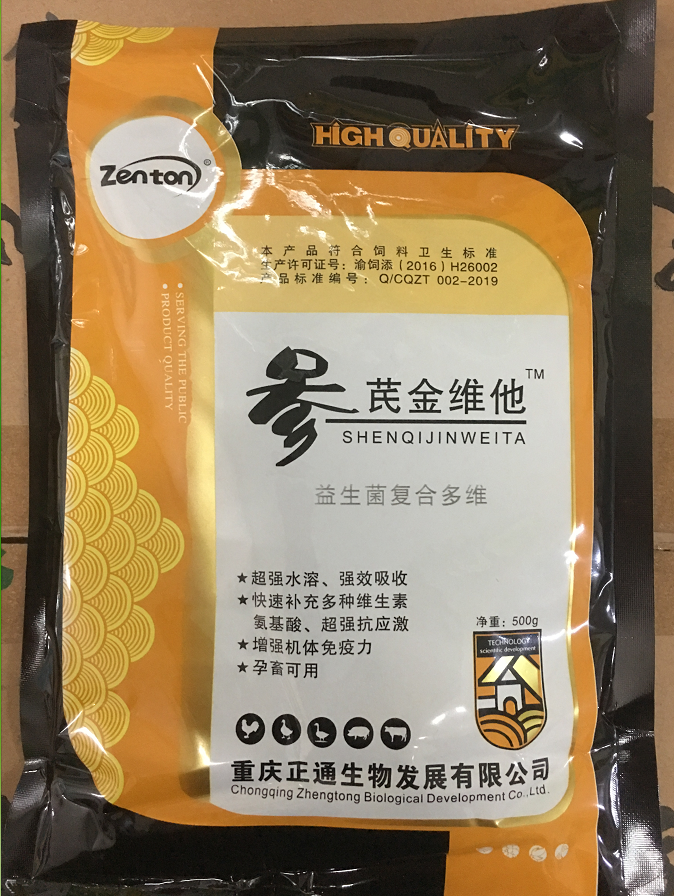 HIGH QUALITY
Zenton®
本产品符合饲料卫生标准
生产许可证号：渝饲添（2016）H26002
产品标准编号：Q/CQZT 002-2019
• SERVING THE PUBLIC
• PRODUCT QUALITY
参芪金维他™
SHENQIJINWEITA
益生菌复合多维
★超强水溶、强效吸收
★快速补充多种维生素
氨基酸、超强抗应激
★增强机体免疫力
★孕畜可用
净重：500g
TECHNOLOGY
scientific development
重庆正通生物发展有限公司
Chongqing Zhengtong Biological Development Co.,Ltd.